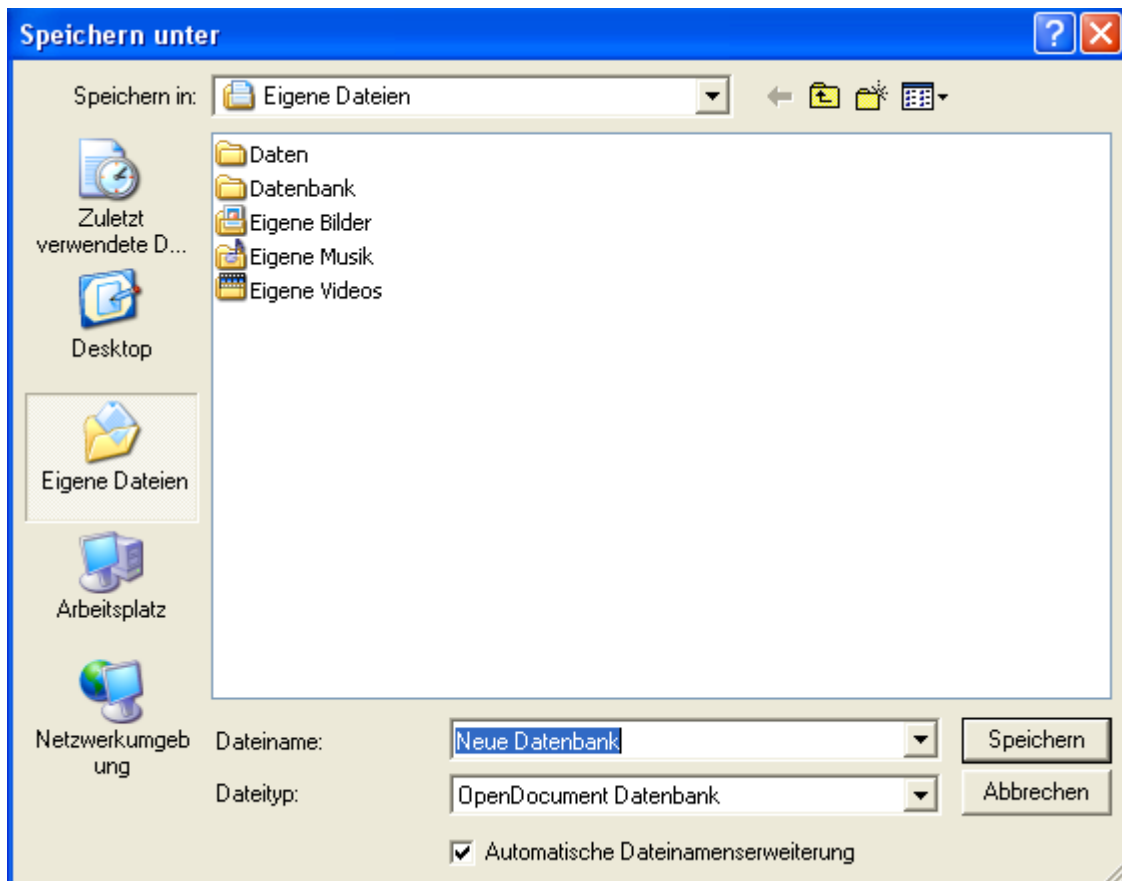 Speichern unter
Speichern in:
Eigene Dateien
Zuletzt
verwendete D...
Desktop
Eigene Dateien
Arbeitsplatz
Netzwerkumgeb
ung
Daten
Datenbank
Eigene Bilder
Eigene Musik
Eigene Videos
Dateiname:
Neue Datenbank
Speichern
Dateityp:
OpenDocument Datenbank
Abbrechen
Automatische Dateinamenserweiterung